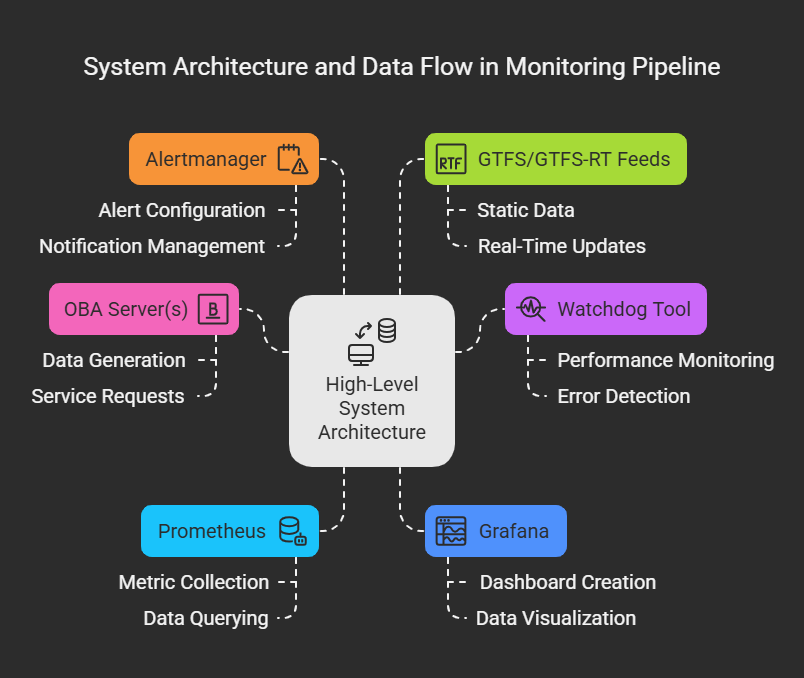 System Architecture and Data Flow in Monitoring Pipeline
Alertmanager
Alert Configuration
Notification Management
RTF
GTFS/GTFS-RT Feeds
Static Data
Real-Time Updates
OBA Server(s)
B
Data Generation
Service Requests
High-Level
System
Architecture
Watchdog Tool
Performance Monitoring
Error Detection
Prometheus
Metric Collection
Data Querying
Grafana
Dashboard Creation
Data Visualization